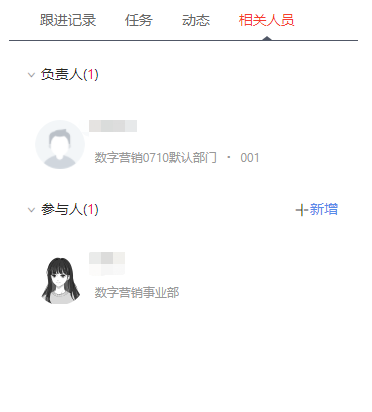 跟进记录 任务 动态 相关人员
负责人(1)
数字营销0710默认部门 · 001
参与人(1) +新增
数字营销事业部